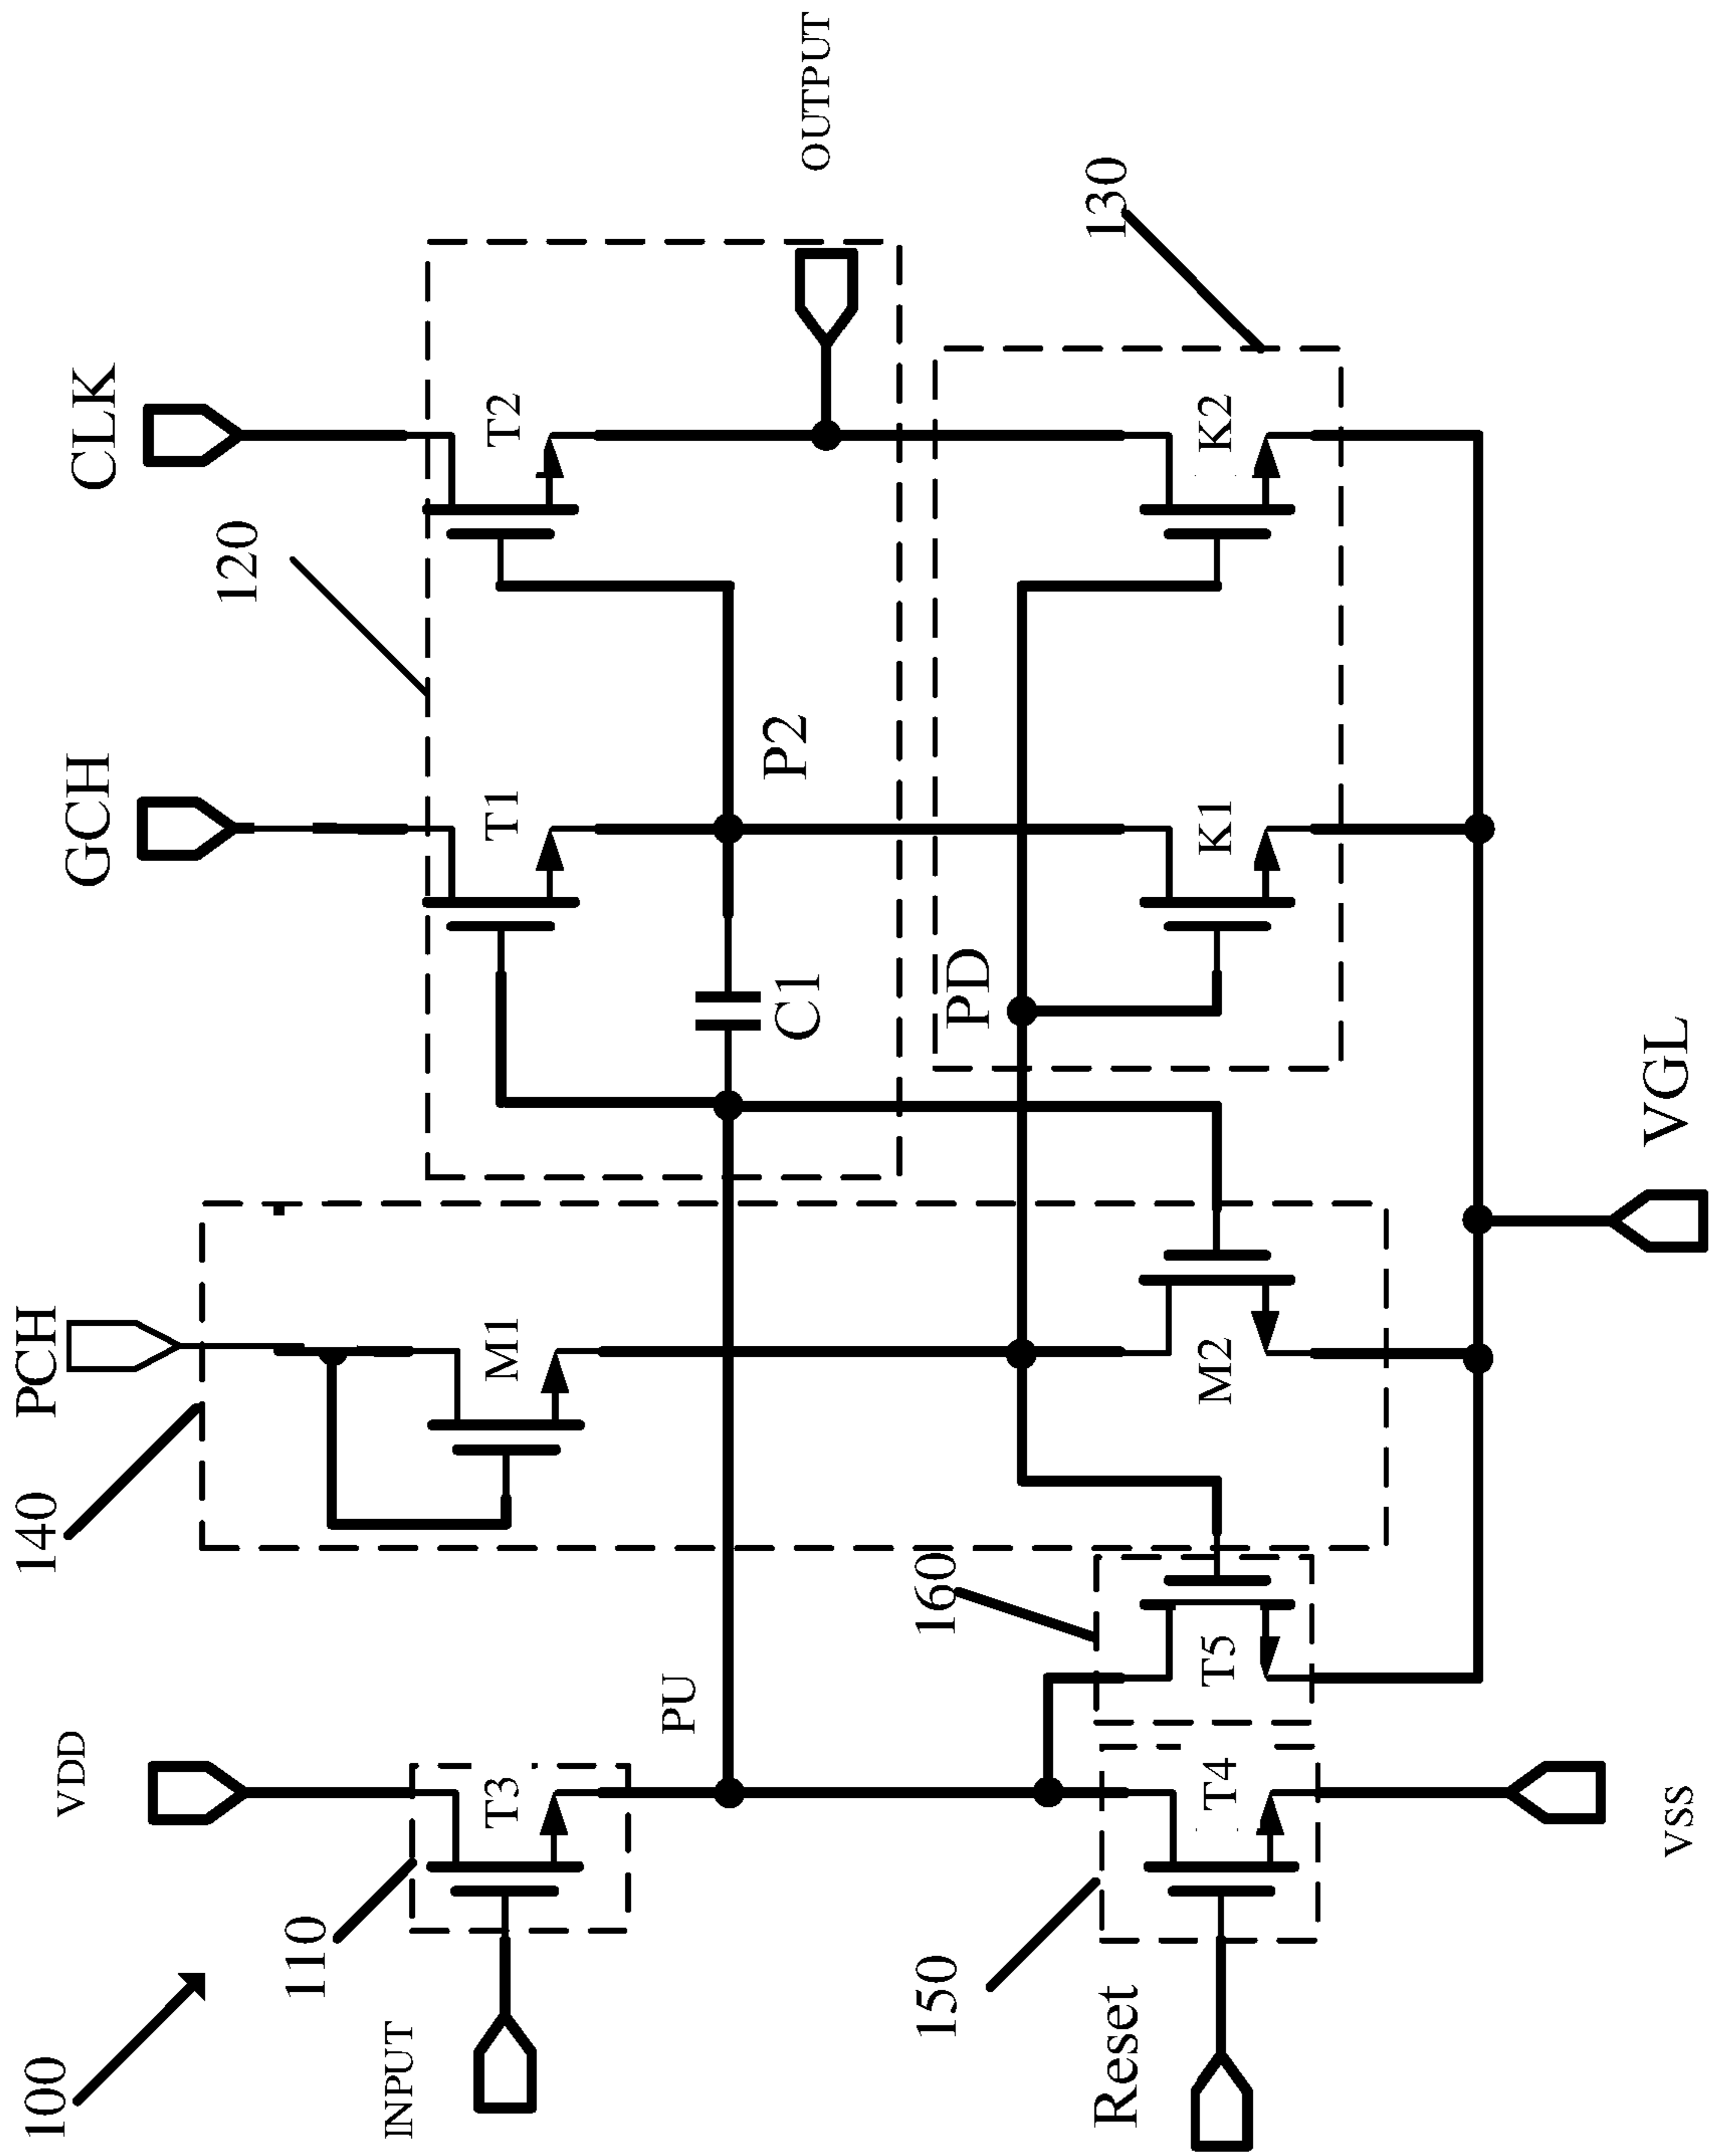 100
110
120
130
140
150
160
INPUT
Reset
VDD
PCH
GCH
CLK
OUTPUT
T3
M1
T1
T2
PU
C1
P2
PD
T4
T5
M2
K1
K2
VSS
VGL